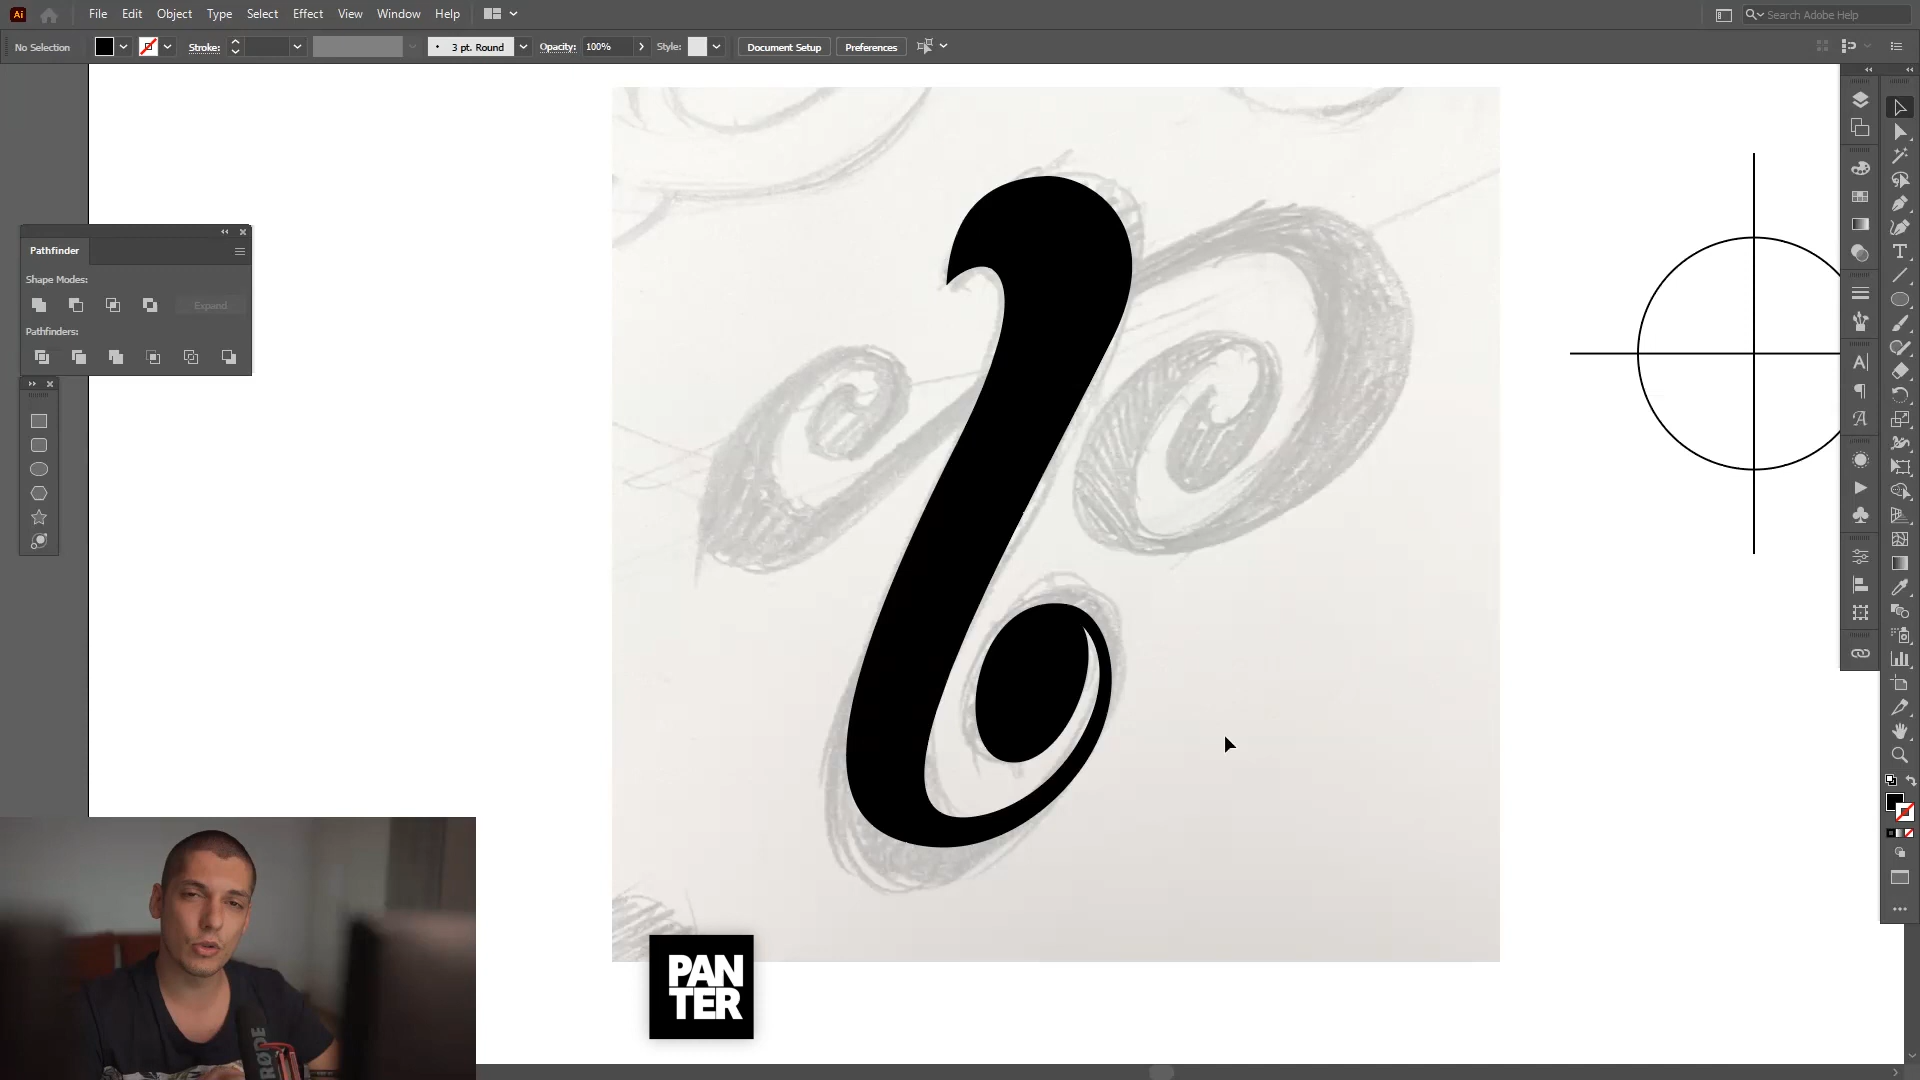 Ai File Edit Object Type Select Effect View Window Help Search Adobe Help
No Selection Stroke: 3 pt. Round Opacity: 100% Style: Document Setup Preferences
Pathfinder
Shape Modes:
Expand
Pathfinders:
PAN
TER
RØDE